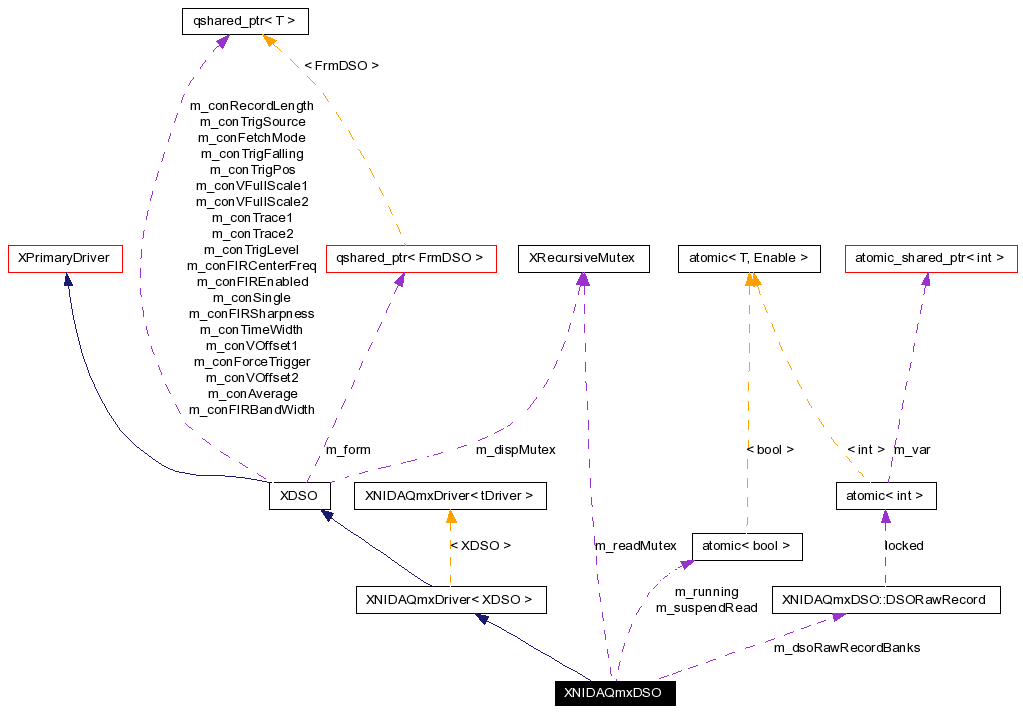 qshared_ptr< T >
< FrmDSO >
m_conRecordLength
m_conTrigSource
m_conFetchMode
m_conTrigFalling
m_conTrigPos
m_conVFullScale1
m_conVFullScale2
m_conTrace1
m_conTrace2
m_conTrigLevel
m_conFIRCenterFreq
m_conFIREnabled
m_conSingle
m_conFIRSharpness
m_conTimeWidth
m_conVOffset1
m_conForceTrigger
m_conVOffset2
m_conAverage
m_conFIRBandWidth
XPrimaryDriver
qshared_ptr< FrmDSO >
XRecursiveMutex
atomic< T, Enable >
atomic_shared_ptr< int >
m_form
m_dispMutex
< bool >
< int >
m_var
XDSO
XNIDAQmxDriver< tDriver >
atomic< int >
< XDSO >
m_readMutex
atomic< bool >
locked
XNIDAQmxDriver< XDSO >
m_running
m_suspendRead
XNIDAQmxDSO::DSORawRecord
m_dsoRawRecordBanks
XNIDAQmxDSO